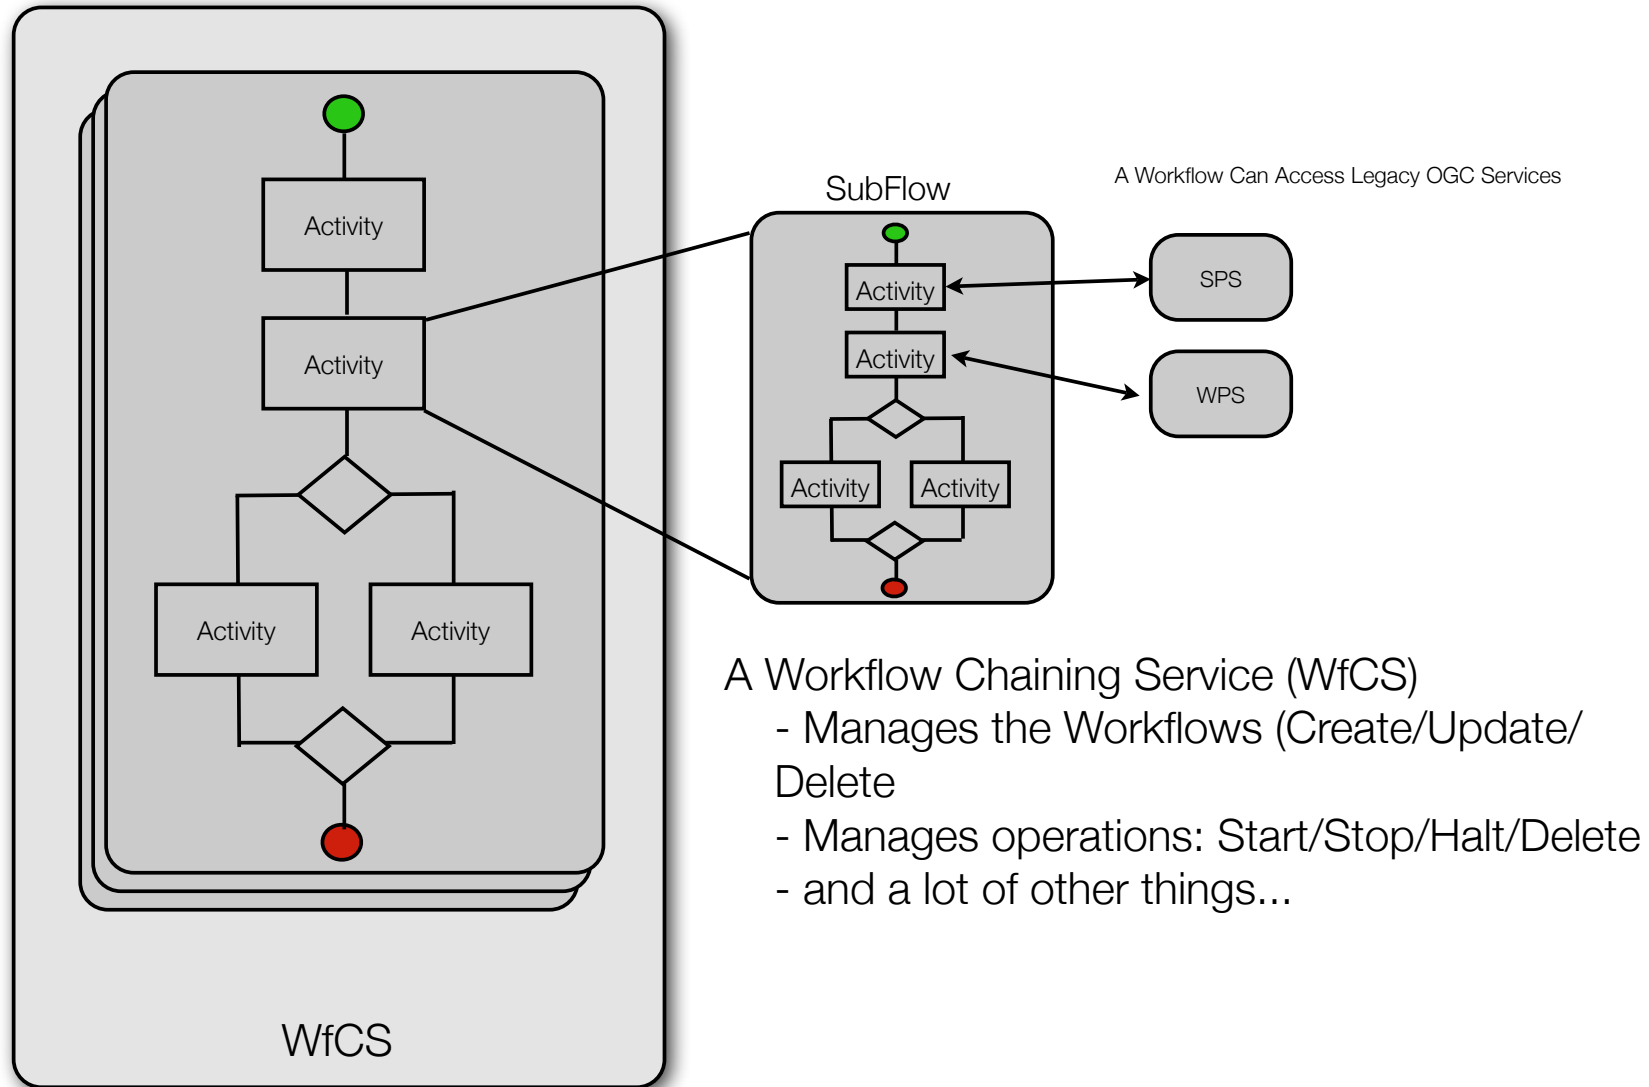 Activity
Activity
Activity
Activity
WfCS
SubFlow
Activity
Activity
Activity
Activity
A Workflow Can Access Legacy OGC Services
SPS
WPS
A Workflow Chaining Service (WfCS)
- Manages the Workflows (Create/Update/
Delete
- Manages operations: Start/Stop/Halt/Delete
- and a lot of other things...